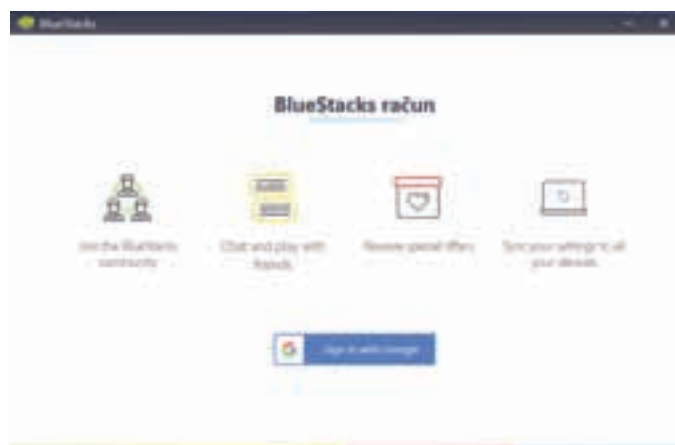 BlueStacks
BlueStacks račun
Join the BlueStacks
community
Chat and play with
friends
Receive special offers
Sync your settings to all
your devices
Sign in with Google